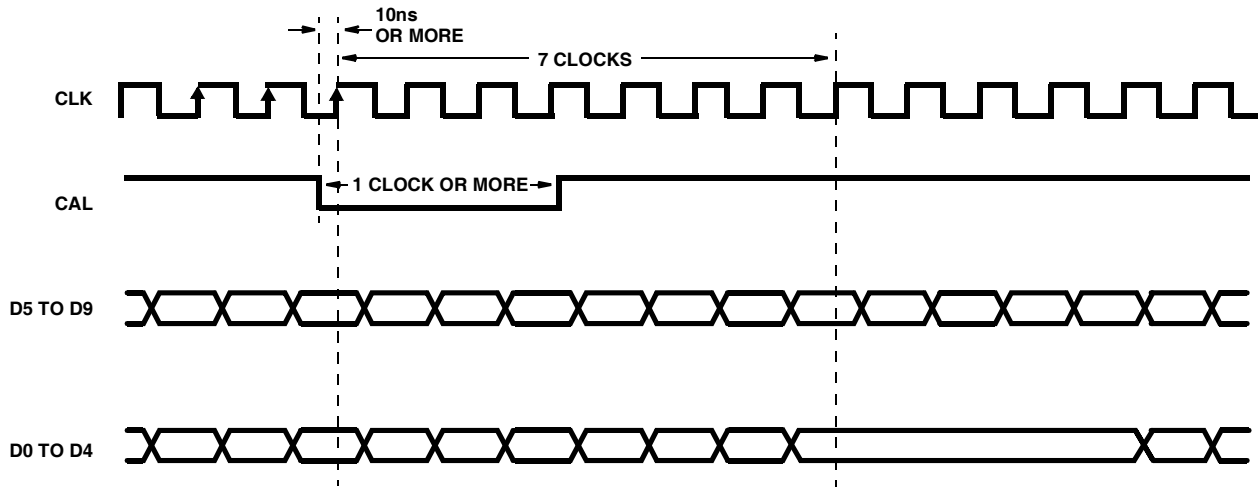 10ns
OR MORE
7 CLOCKS
CLK
1 CLOCK OR MORE
CAL
D5 TO D9
D0 TO D4